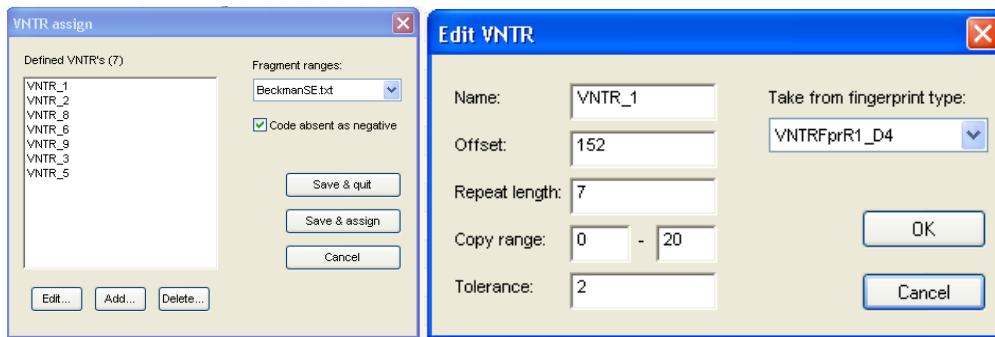 VNTR assign
Defined VNTR's (7)
VNTR_1
VNTR_2
VNTR_8
VNTR_6
VNTR_9
VNTR_3
VNTR_5
Fragment ranges:
BeckmanSE.txt
Code absent as negative
Save & quit
Save & assign
Cancel
Edit...
Add...
Delete...
Edit VNTR
Name:
VNTR_1
Offset:
152
Repeat length:
7
Copy range:
0 - 20
Tolerance:
2
Take from fingerprint type:
VNTRFprR1_D4
OK
Cancel